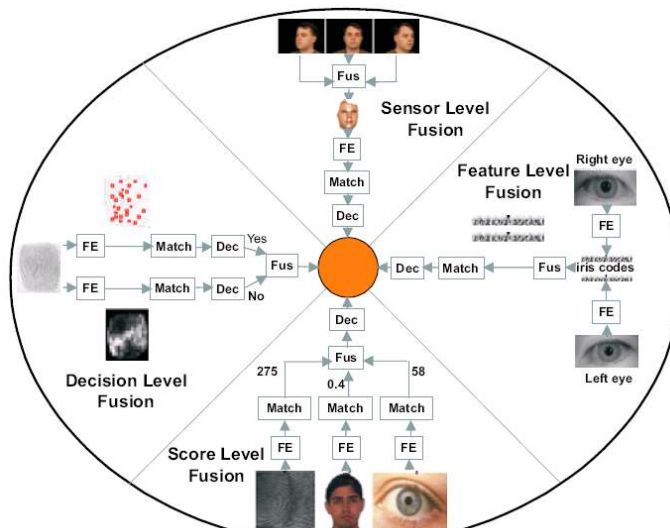 Fus
Sensor Level
Fusion
FE
Match
Dec
Feature Level
Fusion
Right eye
FE
iris codes
Fus
Match
Dec
FE
Left eye
FE
Match
Dec
Yes
Fus
FE
Match
Dec
No
Decision Level
Fusion
Dec
Fus
275
0.4
58
Match
Match
Match
FE
FE
FE
Score Level
Fusion